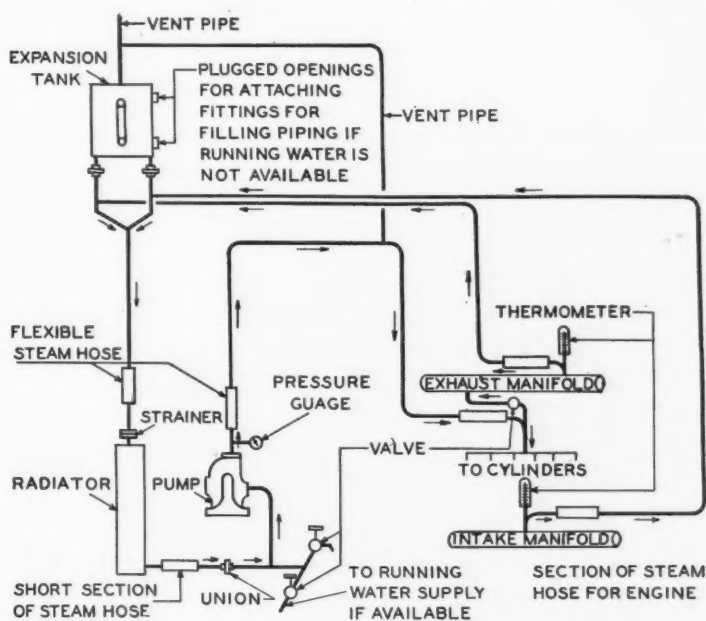 VENT PIPE
EXPANSION
TANK
PLUGGED OPENINGS
FOR ATTACHING
FITTINGS FOR
FILLING PIPING IF
RUNNING WATER IS
NOT AVAILABLE
VENT PIPE
THERMOMETER
FLEXIBLE
STEAM HOSE
PRESSURE
GUAGE
EXHAUST MANIFOLD
STRAINER
VALVE
TO CYLINDERS
RADIATOR
PUMP
INTAKE MANIFOLD
SHORT SECTION
OF STEAM HOSE
UNION
TO RUNNING
WATER SUPPLY
IF AVAILABLE
SECTION OF STEAM
HOSE FOR ENGINE